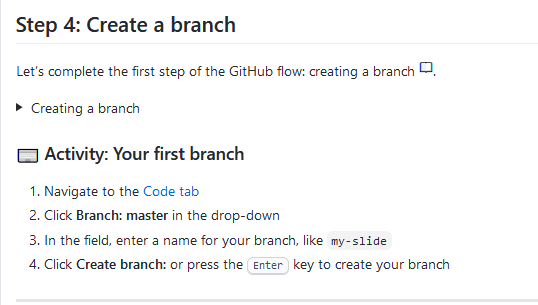 Step 4: Create a branch
Let's complete the first step of the GitHub flow: creating a branch.
Creating a branch
Activity: Your first branch
1. Navigate to the Code tab
2. Click Branch: master in the drop-down
3. In the field, enter a name for your branch, like my-slide
4. Click Create branch: or press the Enter key to create your branch